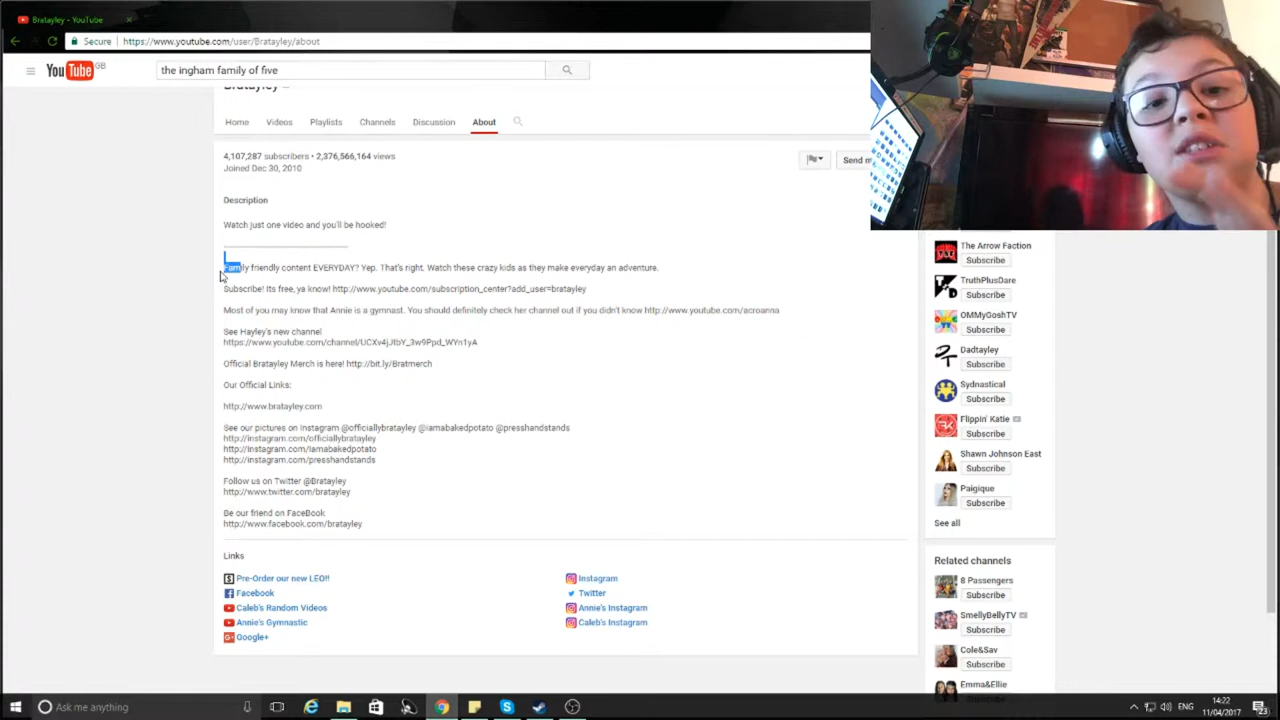 Bratayley - YouTube
Secure https://www.youtube.com/user/Bratayley/about
YouTube GB
the ingham family of five
Bratayley
Home Videos Playlists Channels Discussion About
4,107,287 subscribers • 2,376,566,164 views
Joined Dec 30, 2010
Send m
Description
Watch just one video and you'll be hooked!
Family friendly content EVERYDAY? Yep. That's right. Watch these crazy kids as they make everyday an adventure.
Subscribe! Its free, ya know! http://www.youtube.com/subscription_center?add_user=bratayley
Most of you may know that Annie is a gymnast. You should definitely check her channel out if you didn't know http://www.youtube.com/acroanna
See Hayley's new channel
Official Bratayley Merch is here! http://bit.ly/Bratmerch
Our Official Links:
http://www.bratayley.com
See our pictures on Instagram @officiallybratayley @iamabakedpotato @presshandstands
http://instagram.com/officiallybratayley
http://instagram.com/iamabakedpotato
http://instagram.com/presshandstands
Follow us on Twitter @Bratayley
http://www.twitter.com/bratayley
Be our friend on FaceBook
http://www.facebook.com/bratayley
Links
Pre-Order our new LEO!!
Facebook
Caleb's Random Videos
Annie's Gymnastic
Google+
Instagram
Twitter
Annie's Instagram
Caleb's Instagram
The Arrow Faction
Subscribe
TruthPlusDare
Subscribe
OMMyGoshTV
Subscribe
Dadtayley
Subscribe
Sydnastical
Subscribe
Flippin' Katie
Subscribe
Shawn Johnson East
Subscribe
Paigique
Subscribe
See all
Related channels
8 Passengers
Subscribe
SmellyBellyTV
Subscribe
Cole&Sav
Subscribe
Emma&Ellie
Subscribe
Ask me anything
ENG
14:22
11/04/2017
23